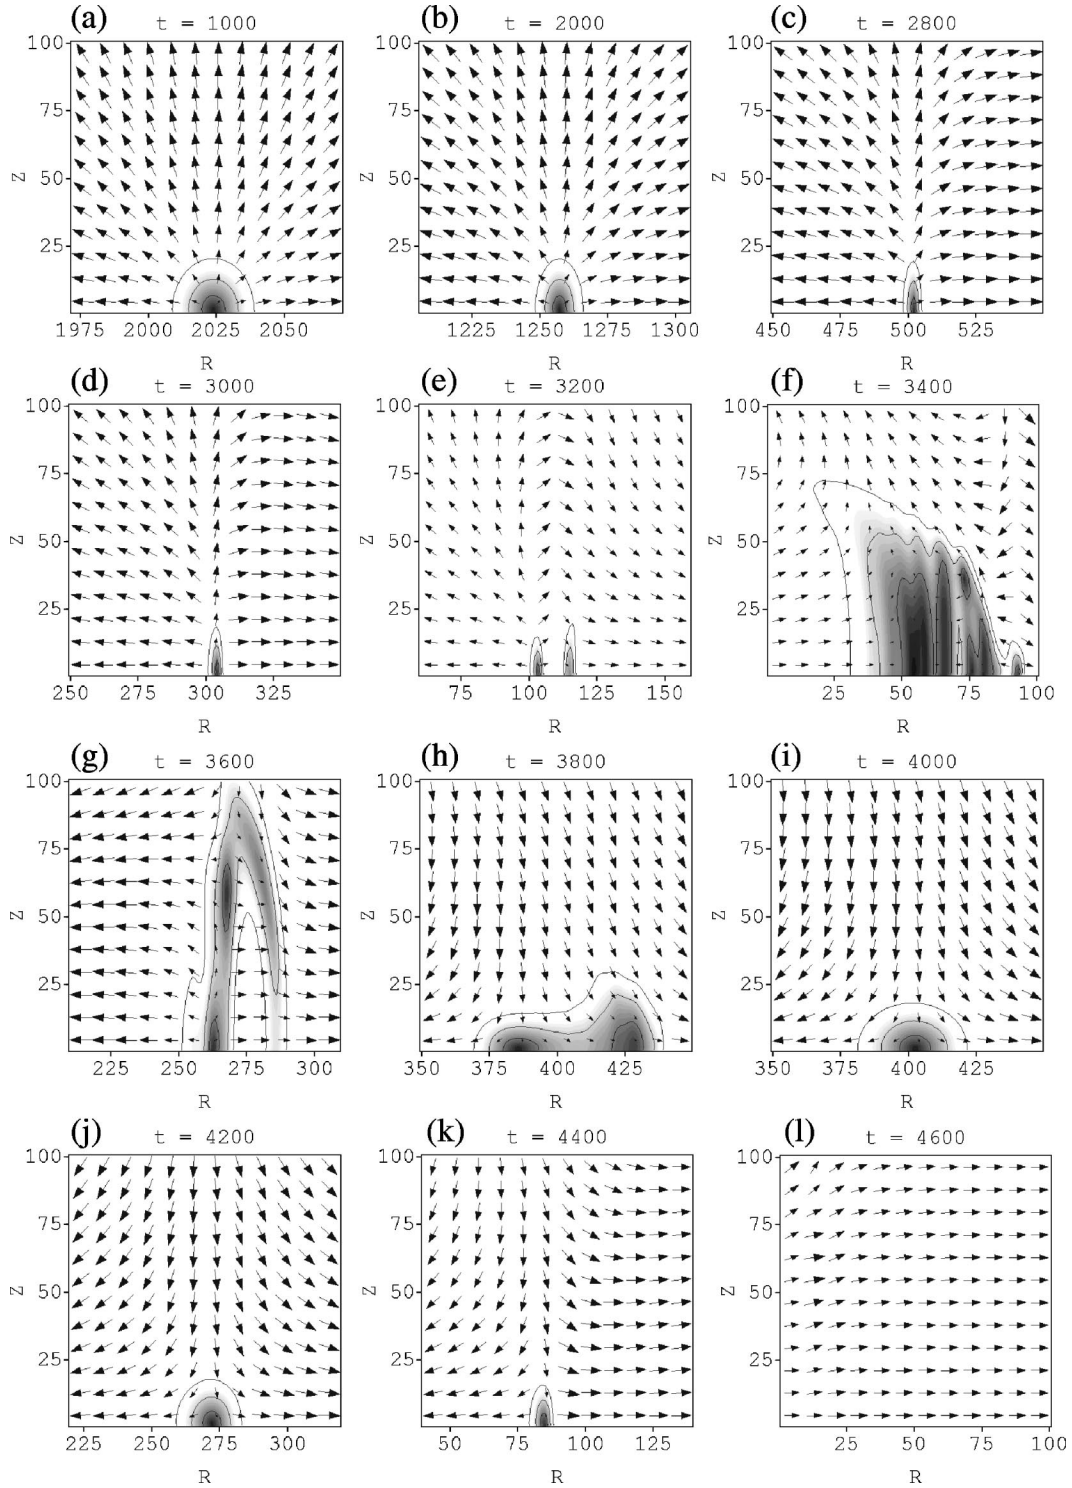 (a) t = 1000
100
75
Z 50
25
1975 2000 2025 2050
R
(b) t = 2000
100
75
Z 50
25
1225 1250 1275 1300
R
(c) t = 2800
100
75
Z 50
25
450 475 500 525
R
(d) t = 3000
100
75
Z 50
25
250 275 300 325
R
(e) t = 3200
100
75
Z 50
25
75 100 125 150
R
(f) t = 3400
100
75
Z 50
25
25 50 75 100
R
(g) t = 3600
100
75
Z 50
25
225 250 275 300
R
(h) t = 3800
100
75
Z 50
25
350 375 400 425
R
(i) t = 4000
100
75
Z 50
25
350 375 400 425
R
(j) t = 4200
100
75
Z 50
25
220 250 275 300
R
(k) t = 4400
100
75
Z 50
25
50 75 100 125
R
(l) t = 4600
100
75
Z 50
25
25 50 75 100
R